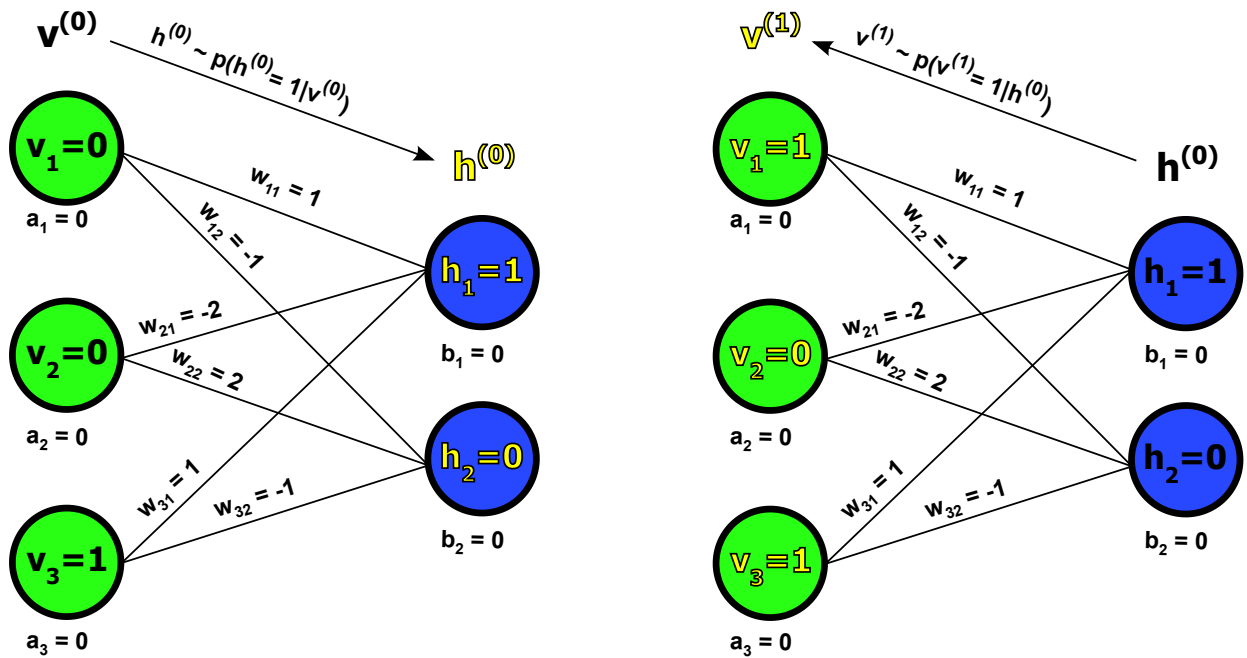 v(0)
h(0) ~ p(h(0)= 1|v(0))
h(0)
v1=0
a1 = 0
v2=0
a2 = 0
v3=1
a3 = 0
w11 = 1
w12 = -1
w21 = -2
w22 = 2
w31 = 1
w32 = -1
h1=1
b1 = 0
h2=0
b2 = 0
v(1)
v(1) ~ p(v(1)= 1|h(0))
h(0)
v1=1
a1 = 0
v2=0
a2 = 0
v3=1
a3 = 0
w11 = 1
w12 = -1
w21 = -2
w22 = 2
w31 = 1
w32 = -1
h1=1
b1 = 0
h2=0
b2 = 0